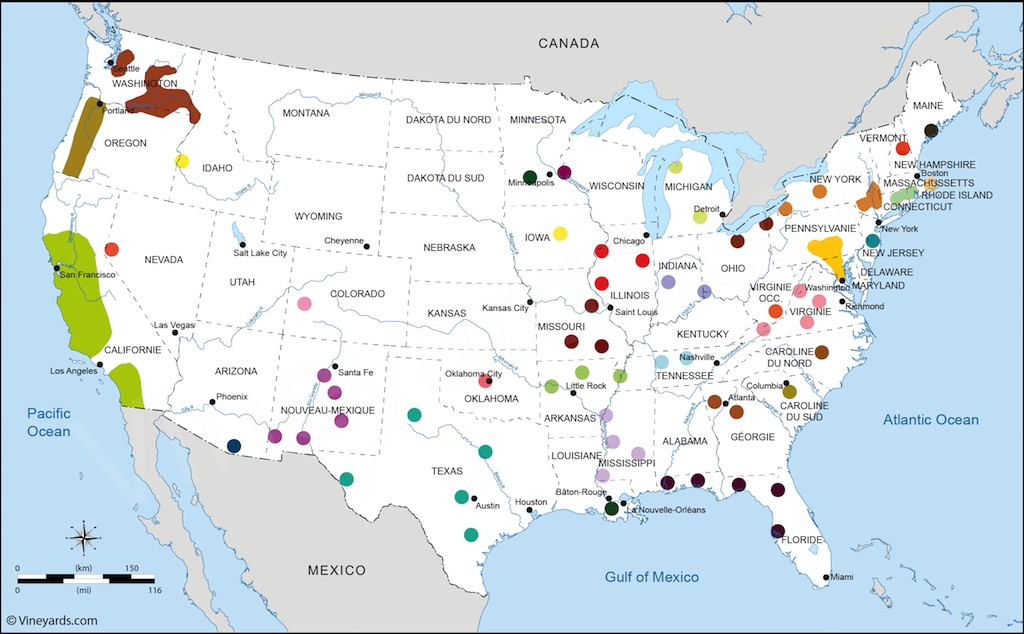 CANADA
Seattle
WASHINGTON
Portland
OREGON
MONTANA
Missouri R
DAKOTA DU NORD
MINNESOTA
MAINE
VERMONT
IDAHO
DAKOTA DU SUD
Minneapolis
WISCONSIN
MICHIGAN
NEW YORK
NEW HAMPSHIRE
Boston
MASSACHUSSETTS
RHODE ISLAND
CONNECTICUT
WYOMING
Detroit
New York
Cheyenne
IOWA
Chicago
PENNSYLVANIE
NEW JERSEY
Salt Lake City
NEBRASKA
NEVADA
San Francisco
INDIANA
OHIO
DELAWARE
MARYLAND
UTAH
COLORADO
VIRGINIE
OCC.
Washington
ILLINOIS
Richmond
Kansas City
Saint Louis
KANSAS
VIRGINIE
Las Vegas
MISSOURI
KENTUCKY
CALIFORNIE
CAROLINE
DU NORD
Nashville
Los Angeles
ARIZONA
Santa Fe
Oklahoma City
TENNESSEE
Little Rock
Columbia
Phoenix
OKLAHOMA
Atlanta
CAROLINE
DU SUD
NOUVEAU-MEXIQUE
ARKANSAS
Pacific
Ocean
Atlantic Ocean
ALABAMA
GÉORGIE
LOUISIANE
MISSISSIPPI
TEXAS
Bâton-Rouge
Austin
Houston
La Nouvelle-Orléans
FLORIDE
MEXICO
Gulf of Mexico
Miami
0 (km) 150
0 (mi) 116
© Vineyards.com